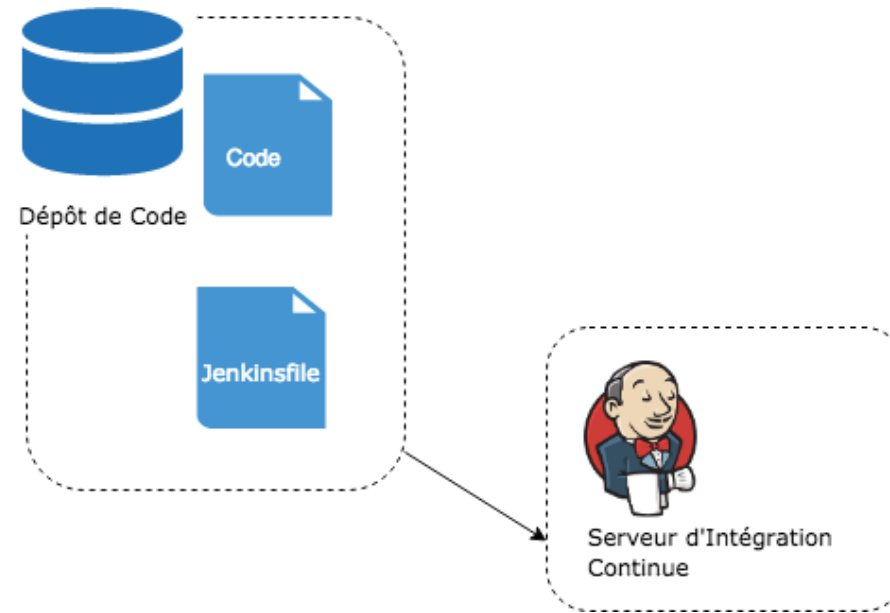 Code
Dépôt de Code
Jenkinsfile
Serveur d'Intégration
Continue